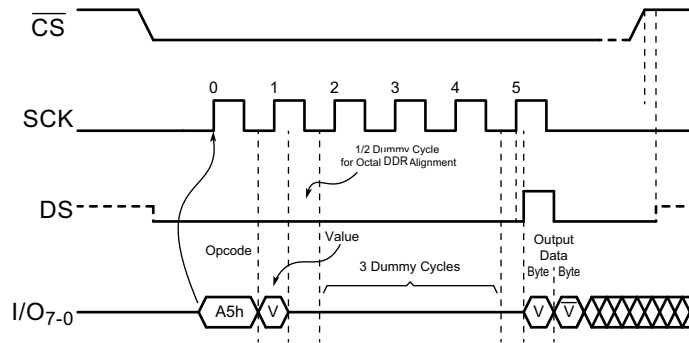 CS
0 1 2 3 4 5
SCK
1/2 Dummy Cycle
for Octal DDR Alignment
DS
Opcode
Value
3 Dummy Cycles
Output
Data
Byte Byte
I/O7-0
A5h V V V